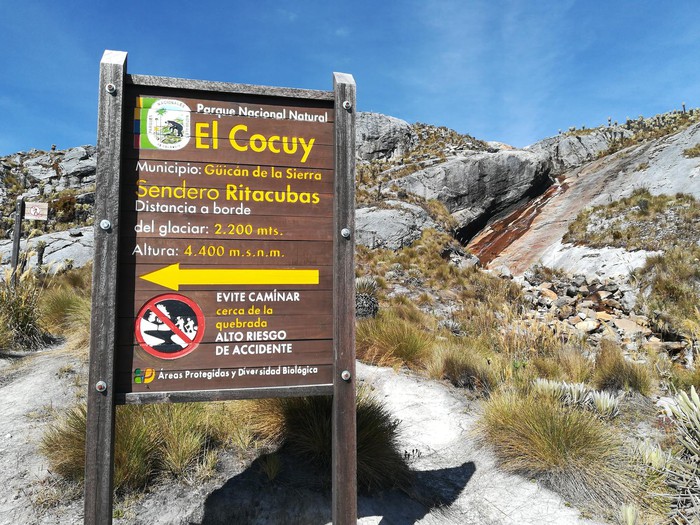 Parque Nacional Natural
El Cocuy
Municipio: Güicán de la Sierra
Sendero Ritacubas
Distancia a borde
del glaciar: 2.200 mts.
Altura: 4.400 m.s.n.m.
EVITE CAMÍNAR
cerca de la
quebrada
ALTO RIESGO
DE ACCIDENTE
Áreas Protegidas y Diversidad Biológica